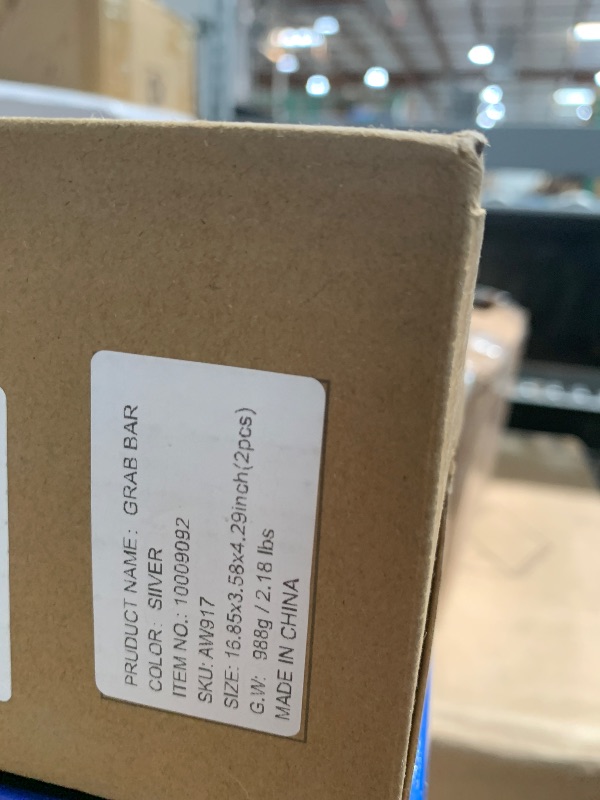 PRUDUCT NAME: GRAB BAR
COLOR: SIIVER
ITEM NO.: 10009092
SKU: AW917
SIZE: 16.85x3.58x4.29inch(2pcs)
G.W: 988g / 2.18 lbs
MADE IN CHINA